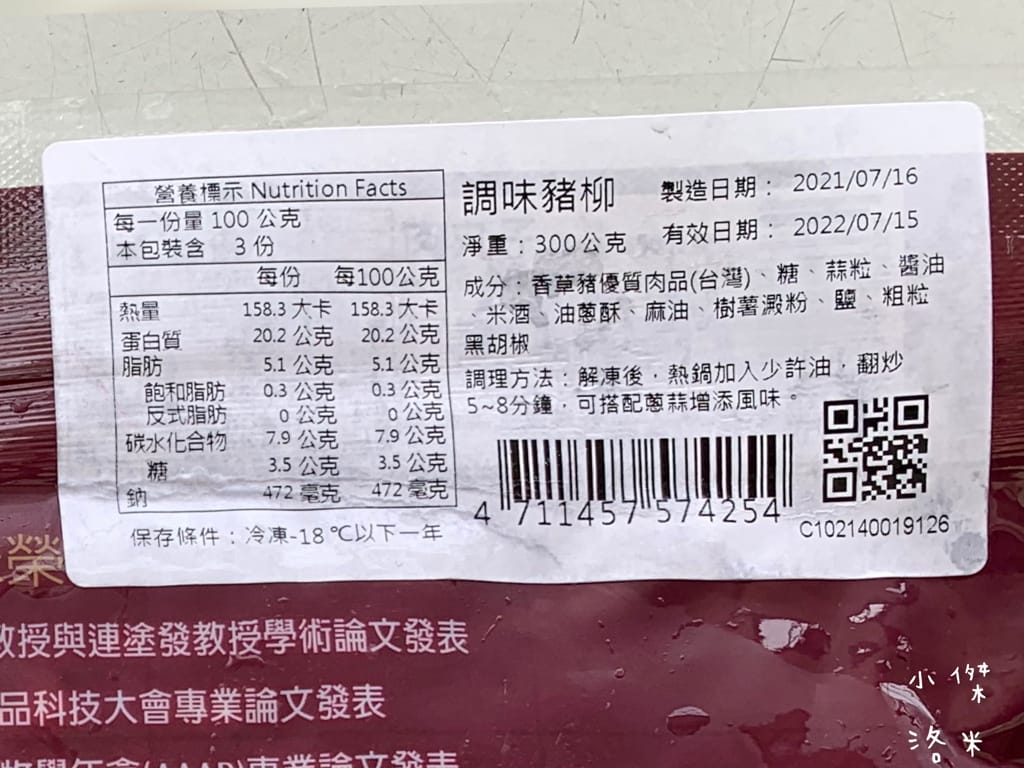 營養標示 Nutrition Facts
每一份量 100 公克
本包裝含 3 份
每份 每100公克
熱量 158.3 大卡 158.3 大卡
蛋白質 20.2 公克 20.2 公克
脂肪 5.1 公克 5.1 公克
飽和脂肪 0.3 公克 0.3 公克
反式脂肪 0 公克 0 公克
碳水化合物 7.9 公克 7.9 公克
糖 3.5 公克 3.5 公克
鈉 472 毫克 472 毫克
保存條件：冷凍-18 ℃以下一年
調味豬柳
製造日期： 2021/07/16
淨重：300公克
有效日期： 2022/07/15
成分：香草豬優質肉品(台灣)、糖、蒜粒、醬油
、米酒、油蔥酥、麻油、樹薯澱粉、鹽、粗粒
黑胡椒
調理方法：解凍後，熱鍋加入少許油，翻炒
5~8分鐘，可搭配蔥蒜增添風味。
4 711457 574254
C102140019126
榮
教授與連塗發教授學術論文發表
品科技大會專業論文發表
學年會(AAAP)專業論文發表
小傑
洛米